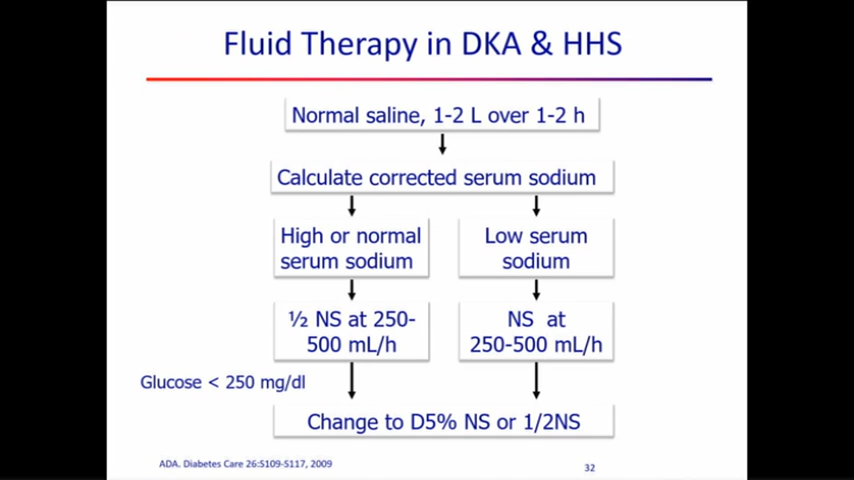 Fluid Therapy in DKA & HHS
Normal saline, 1-2 L over 1-2 h
Calculate corrected serum sodium
High or normal
serum sodium
Low serum
sodium
½ NS at 250-
500 mL/h
NS at
250-500 mL/h
Glucose < 250 mg/dl
Change to D5% NS or 1/2NS
ADA. Diabetes Care 26:S109-S117, 2009
32